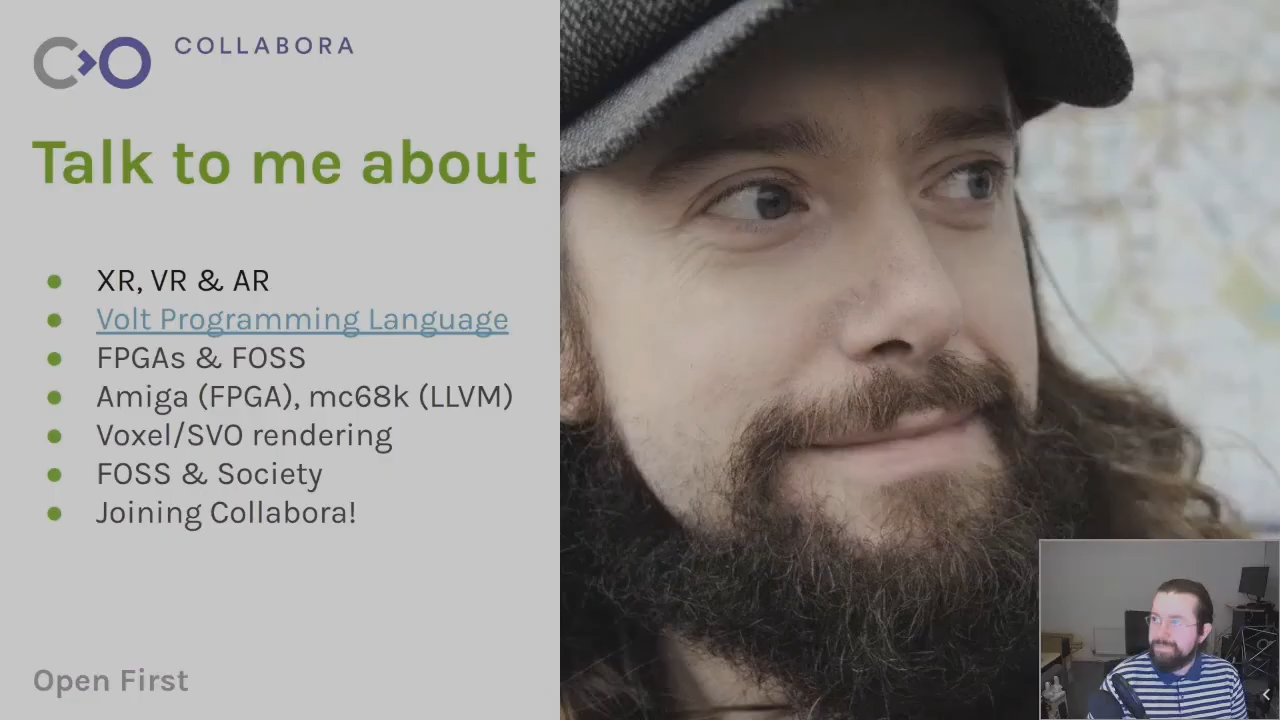 COLLABORA
Talk to me about
XR, VR & AR
Volt Programming Language
FPGAs & FOSS
Amiga (FPGA), mc68k (LLVM)
Voxel/SVO rendering
FOSS & Society
Joining Collabora!
Open First